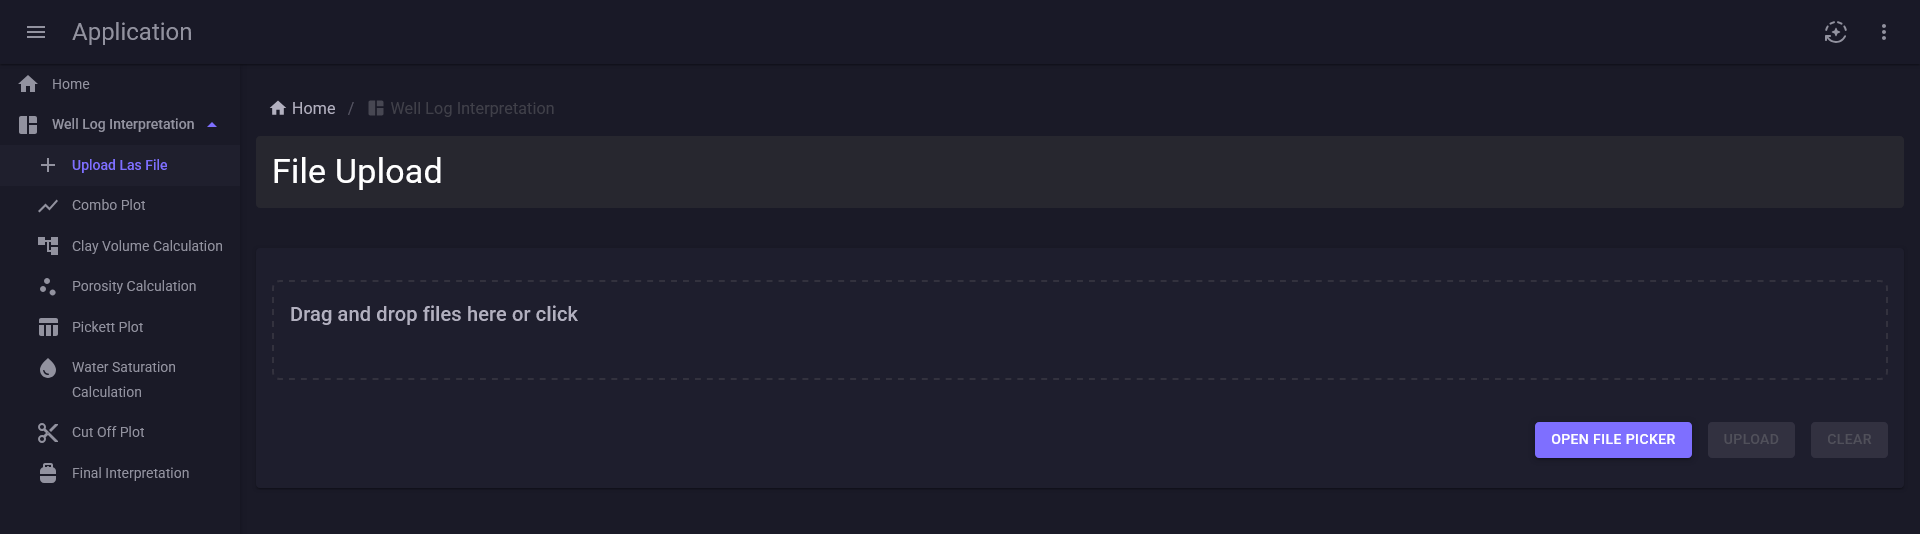 Application
Home
Well Log Interpretation
Upload Las File
Combo Plot
Clay Volume Calculation
Porosity Calculation
Pickett Plot
Water Saturation
Calculation
Cut Off Plot
Final Interpretation
Home / Well Log Interpretation
File Upload
Drag and drop files here or click
OPEN FILE PICKER UPLOAD CLEAR